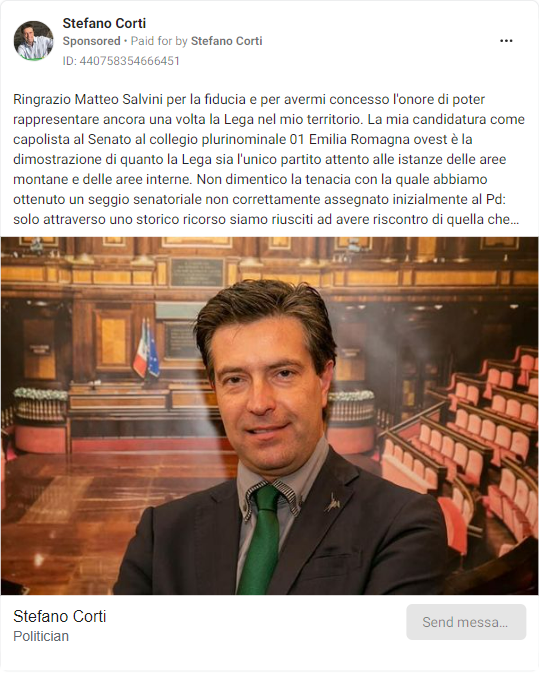 Stefano Corti
Sponsored • Paid for by Stefano Corti
ID: 440758354666451
Ringrazio Matteo Salvini per la fiducia e per avermi concesso l'onore di poter
rappresentare ancora una volta la Lega nel mio territorio. La mia candidatura come
capolista al Senato al collegio plurinominale 01 Emilia Romagna ovest è la
dimostrazione di quanto la Lega sia l'unico partito attento alle istanze delle aree
montane e delle aree interne. Non dimentico la tenacia con la quale abbiamo
ottenuto un seggio senatoriale non correttamente assegnato inizialmente al Pd:
solo attraverso uno storico ricorso siamo riusciti ad avere riscontro di quella che...
Stefano Corti
Politician
Send messa...